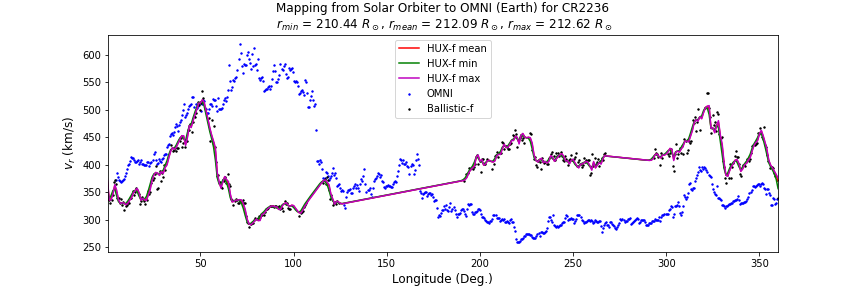 Mapping from Solar Orbiter to OMNI (Earth) for CR2236
r_min = 210.44 R_⊙, r_mean = 212.09 R_⊙, r_max = 212.62 R_⊙
HUX-f mean
HUX-f min
HUX-f max
OMNI
Ballistic-f
v_r (km/s)
600
550
500
450
400
350
300
250
50 100 150 200 250 300 350
Longitude (Deg.)